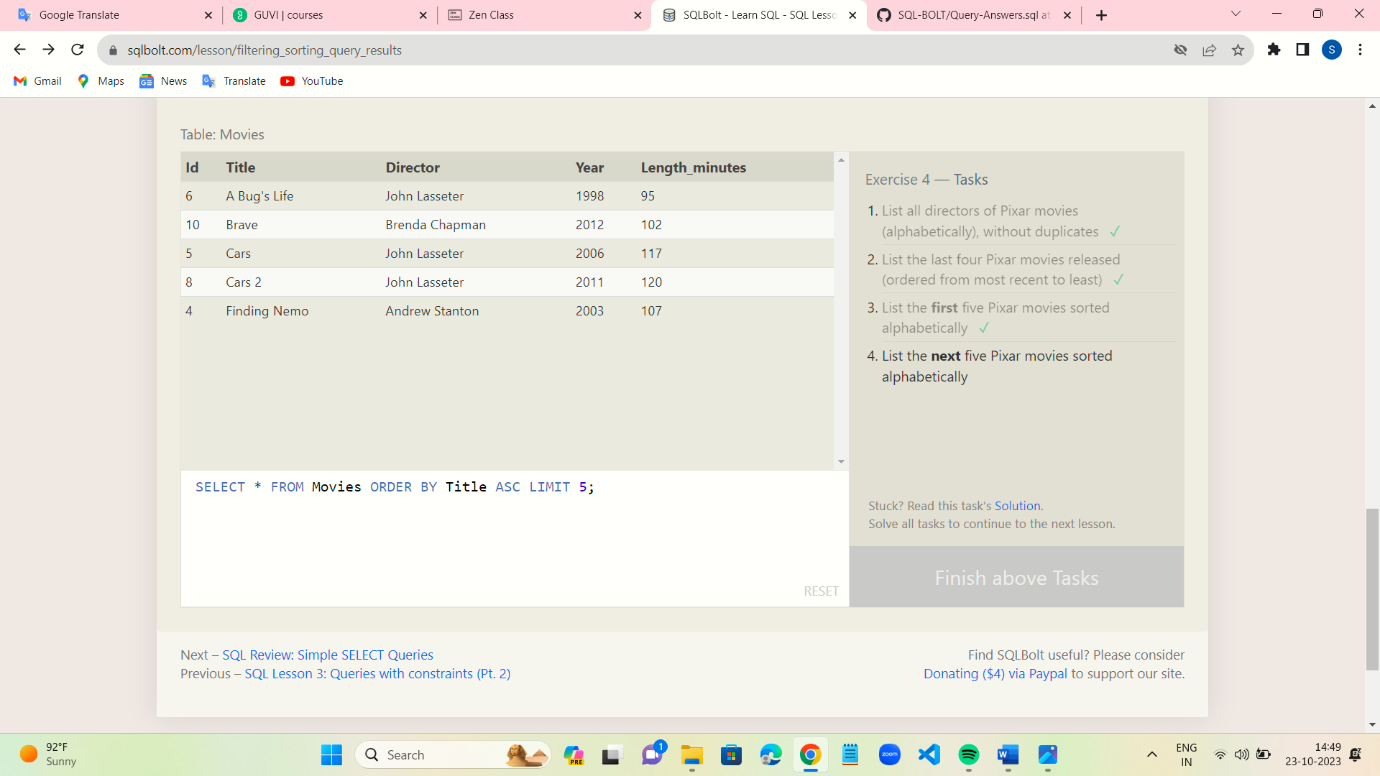 Google Translate
GUVI | courses
Zen Class
SQLBolt - Learn SQL - SQL Lesso
SQL-BOLT/Query-Answers.sql at
sqlbolt.com/lesson/filtering_sorting_query_results
S
Gmail
Maps
News
Translate
YouTube
Table: Movies
Id Title Director Year Length_minutes
6 A Bug's Life John Lasseter 1998 95
10 Brave Brenda Chapman 2012 102
5 Cars John Lasseter 2006 117
8 Cars 2 John Lasseter 2011 120
4 Finding Nemo Andrew Stanton 2003 107
SELECT * FROM Movies ORDER BY Title ASC LIMIT 5;
RESET
Exercise 4 — Tasks
1. List all directors of Pixar movies
(alphabetically), without duplicates ✓
2. List the last four Pixar movies released
(ordered from most recent to least) ✓
3. List the first five Pixar movies sorted
alphabetically ✓
4. List the next five Pixar movies sorted
alphabetically
Stuck? Read this task's Solution.
Solve all tasks to continue to the next lesson.
Finish above Tasks
Next – SQL Review: Simple SELECT Queries
Previous – SQL Lesson 3: Queries with constraints (Pt. 2)
Find SQLBolt useful? Please consider
Donating ($4) via Paypal to support our site.
92°F
Sunny
Search
PRE
1
zoom
W
ENG
IN
14:49
23-10-2023